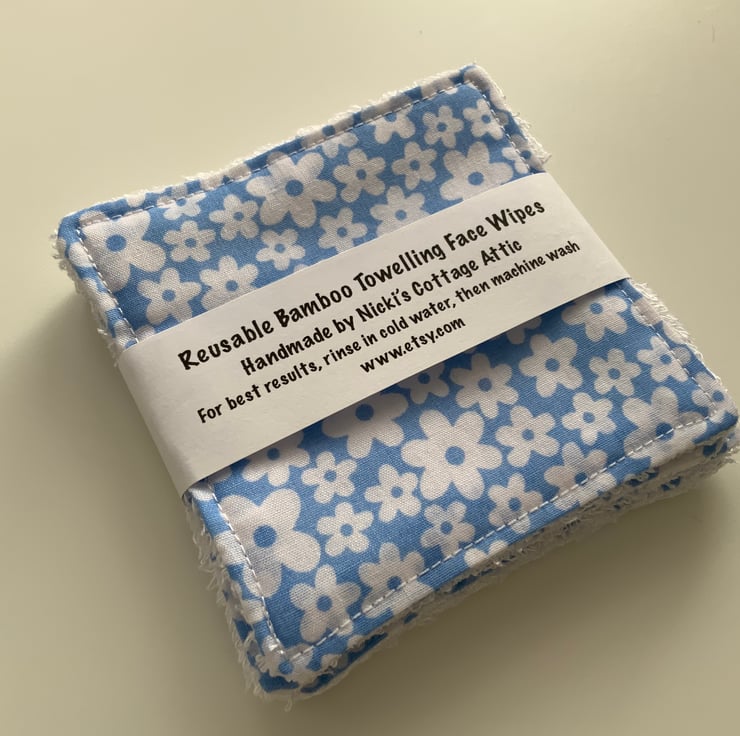 Reusable Bamboo Towelling Face Wipes
Handmade by Nicki's Cottage Attic
For best results, rinse in cold water, then machine wash
www.etsy.com